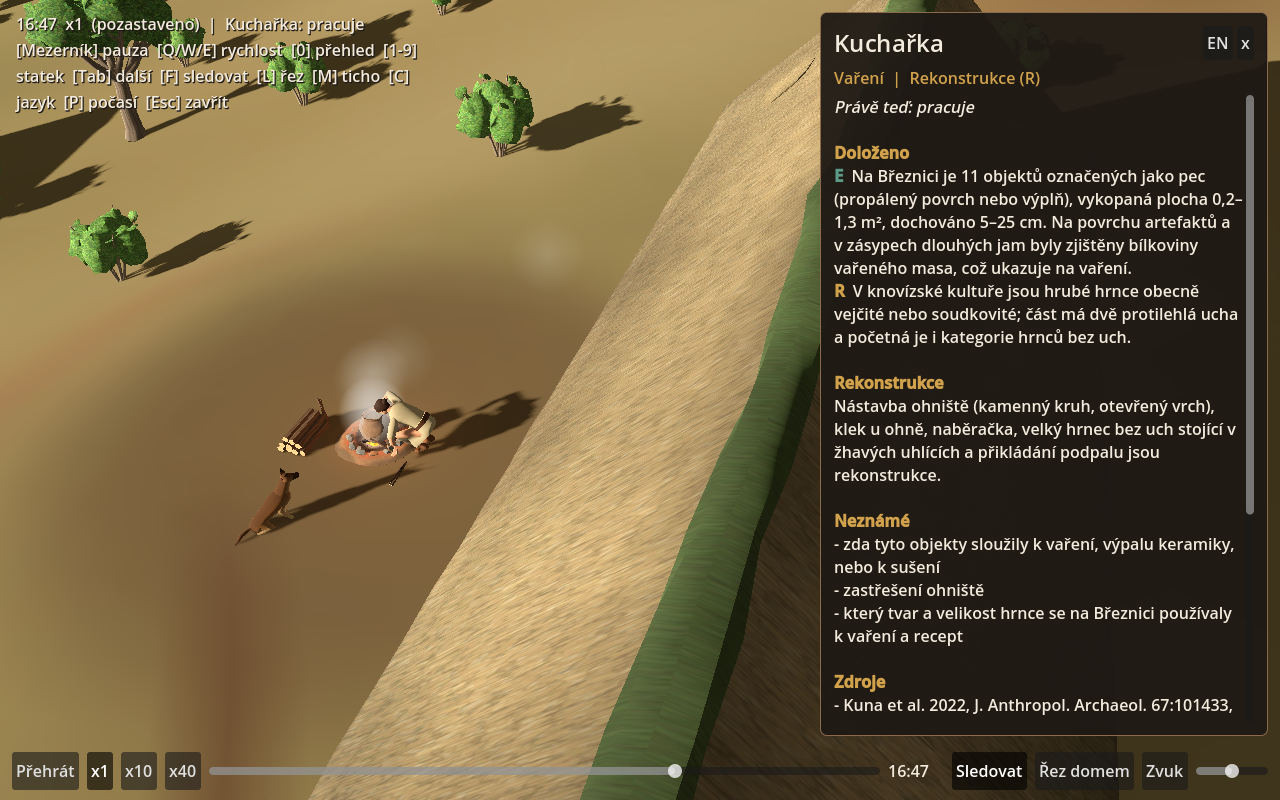 16:47  x1  (pozastaveno)  |  Kuchařka: pracuje
[Mezerník] pauza  [Q/W/E] rychlost  [0] přehled  [1-9]
statek  [Tab] další  [F] sledovat  [L] řez  [M] ticho  [C]
jazyk  [P] počasí  [Esc] zavřít
Kuchařka
EN
x
Vaření  |  Rekonstrukce (R)
Právě teď: pracuje
Doloženo
E  Na Březnici je 11 objektů označených jako pec
(propálený povrch nebo výplň), vykopaná plocha 0,2–
1,3 m², dochováno 5–25 cm. Na povrchu artefaktů a
v zásypech dlouhých jam byly zjištěny bílkoviny
vařeného masa, což ukazuje na vaření.
R  V knovízské kultuře jsou hrubé hrnce obecně
vejčité nebo soudkovité; část má dvě protilehlá ucha
a početná je i kategorie hrnců bez uch.
Rekonstrukce
Nástavba ohniště (kamenný kruh, otevřený vrch),
klek u ohně, naběračka, velký hrnec bez uch stojící v
žhavých uhlících a přikládání podpalu jsou
rekonstrukce.
Neznámé
- zda tyto objekty sloužily k vaření, výpalu keramiky,
nebo k sušení
- zastřešení ohniště
- který tvar a velikost hrnce se na Březnici používaly
k vaření a recept
Zdroje
- Kuna et al. 2022, J. Anthropol. Archaeol. 67:101433,
Přehrát
x1
x10
x40
16:47
Sledovat
Řez domem
Zvuk